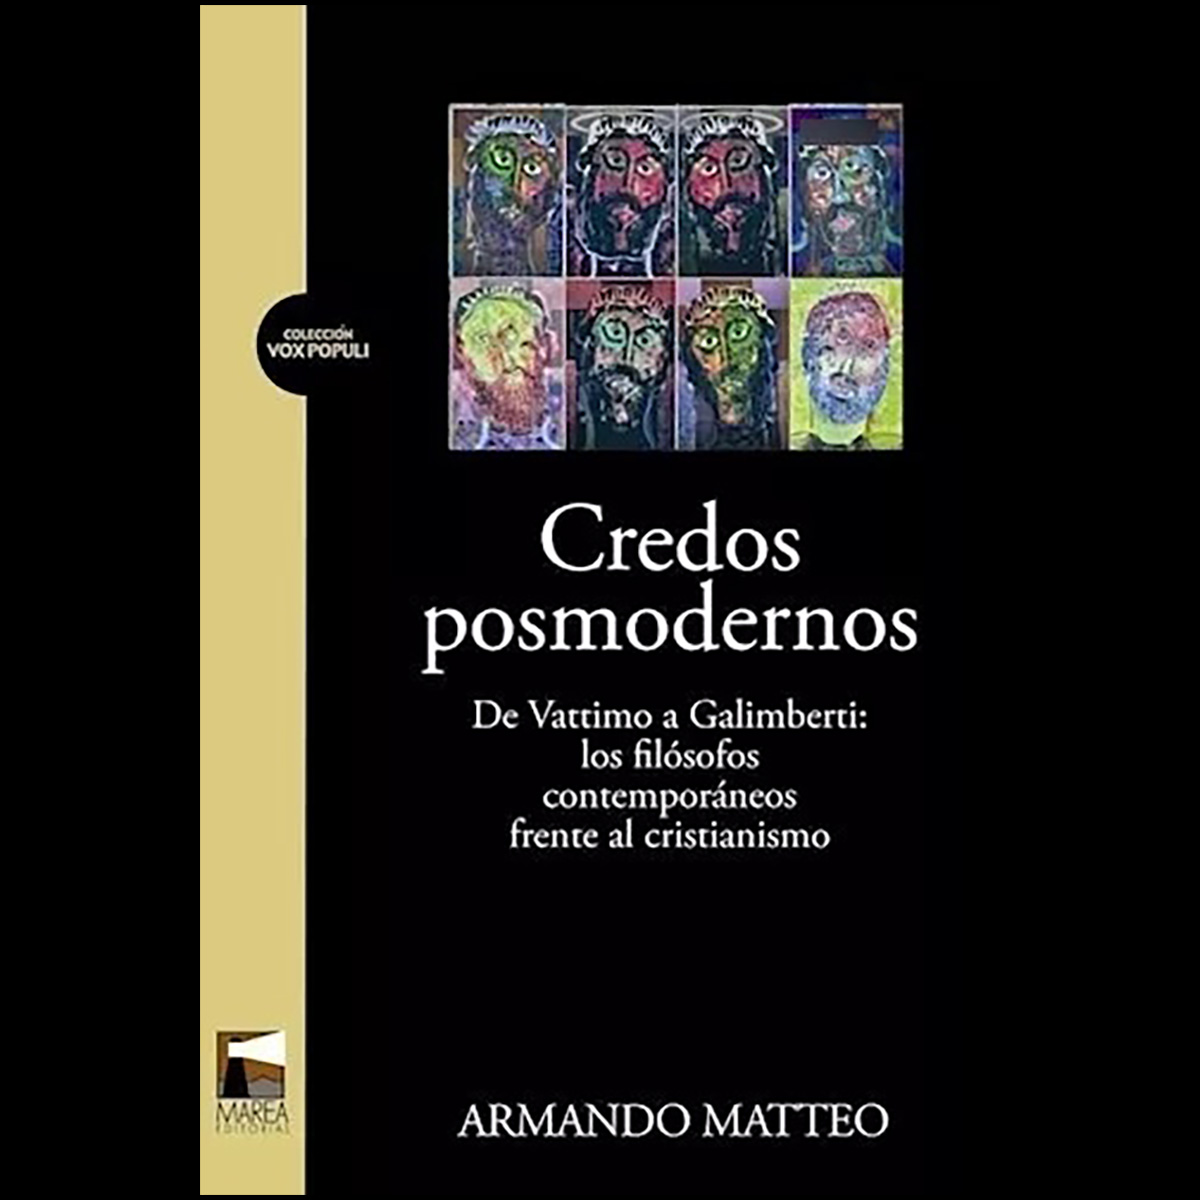 COLECCIÓN
VOX POPULI
Credos
posmodernos
De Vattimo a Galimberti:
los filósofos
contemporáneos
frente al cristianismo
MAREA
EDITORIAL
ARMANDO MATTEO